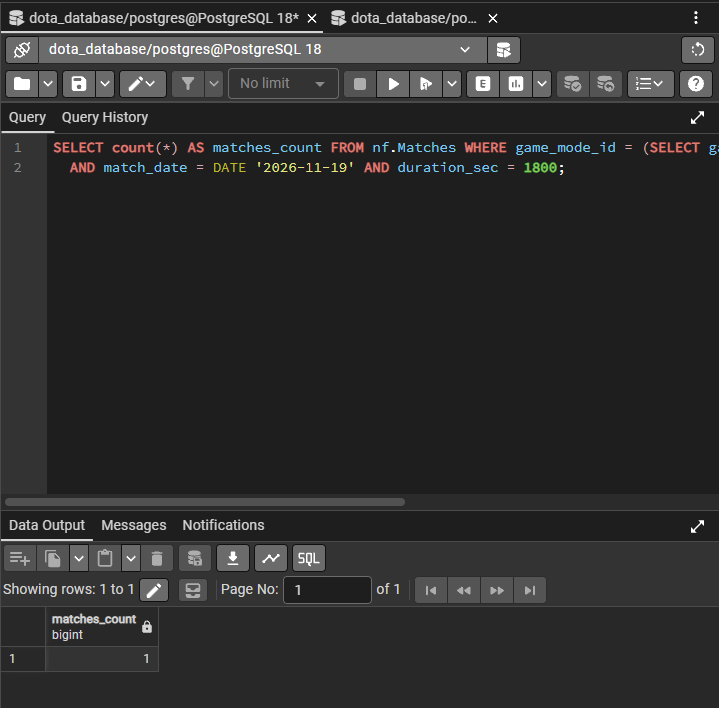 dota_database/postgres@PostgreSQL 18*
dota_database/po...
dota_database/postgres@PostgreSQL 18
No limit
E
Query
Query History
1 SELECT count(*) AS matches_count FROM nf.Matches WHERE game_mode_id = (SELECT ga
2 AND match_date = DATE '2026-11-19' AND duration_sec = 1800;
Data Output
Messages
Notifications
SQL
Showing rows: 1 to 1
Page No: 1 of 1
matches_count
bigint
1 1